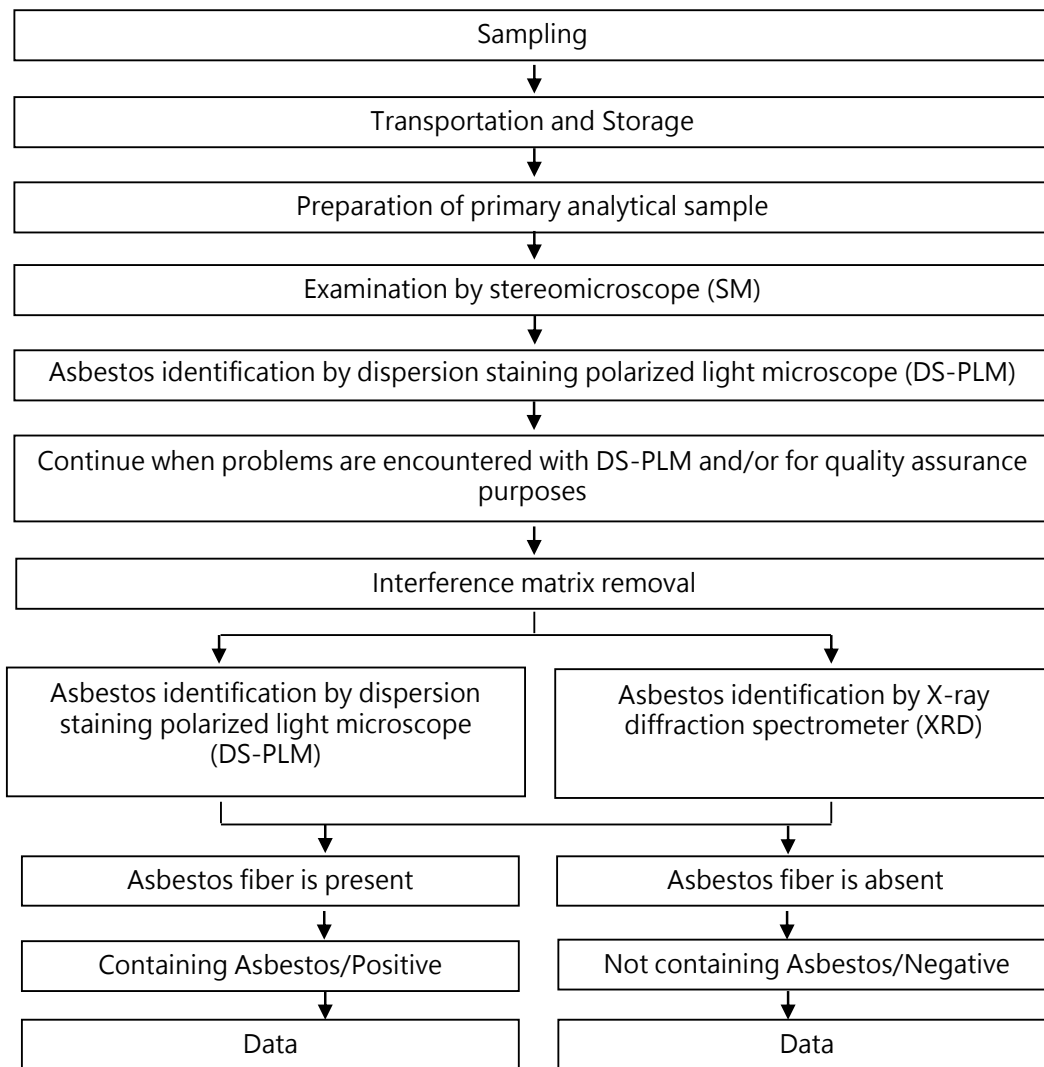 Sampling
Transportation and Storage
Preparation of primary analytical sample
Examination by stereomicroscope (SM)
Asbestos identification by dispersion staining polarized light microscope (DS-PLM)
Continue when problems are encountered with DS-PLM and/or for quality assurance
purposes
Interference matrix removal
Asbestos identification by dispersion
staining polarized light microscope
(DS-PLM)
Asbestos identification by X-ray
diffraction spectrometer (XRD)
Asbestos fiber is present
Asbestos fiber is absent
Containing Asbestos/Positive
Not containing Asbestos/Negative
Data
Data